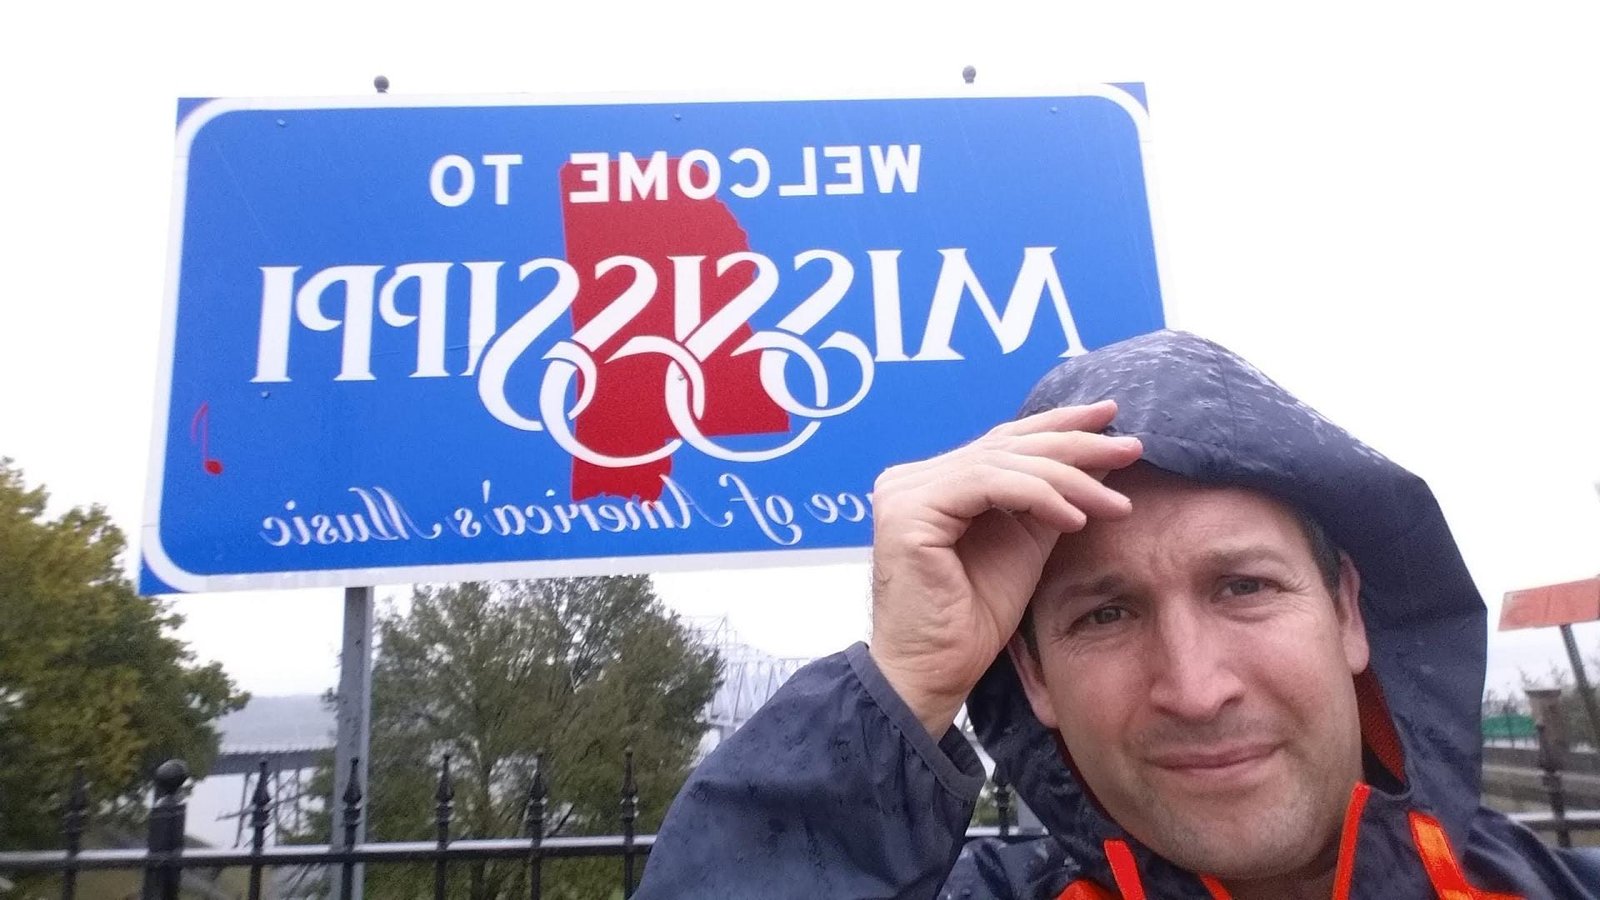 WELCOME TO
MISSISSIPPI
of America's Music